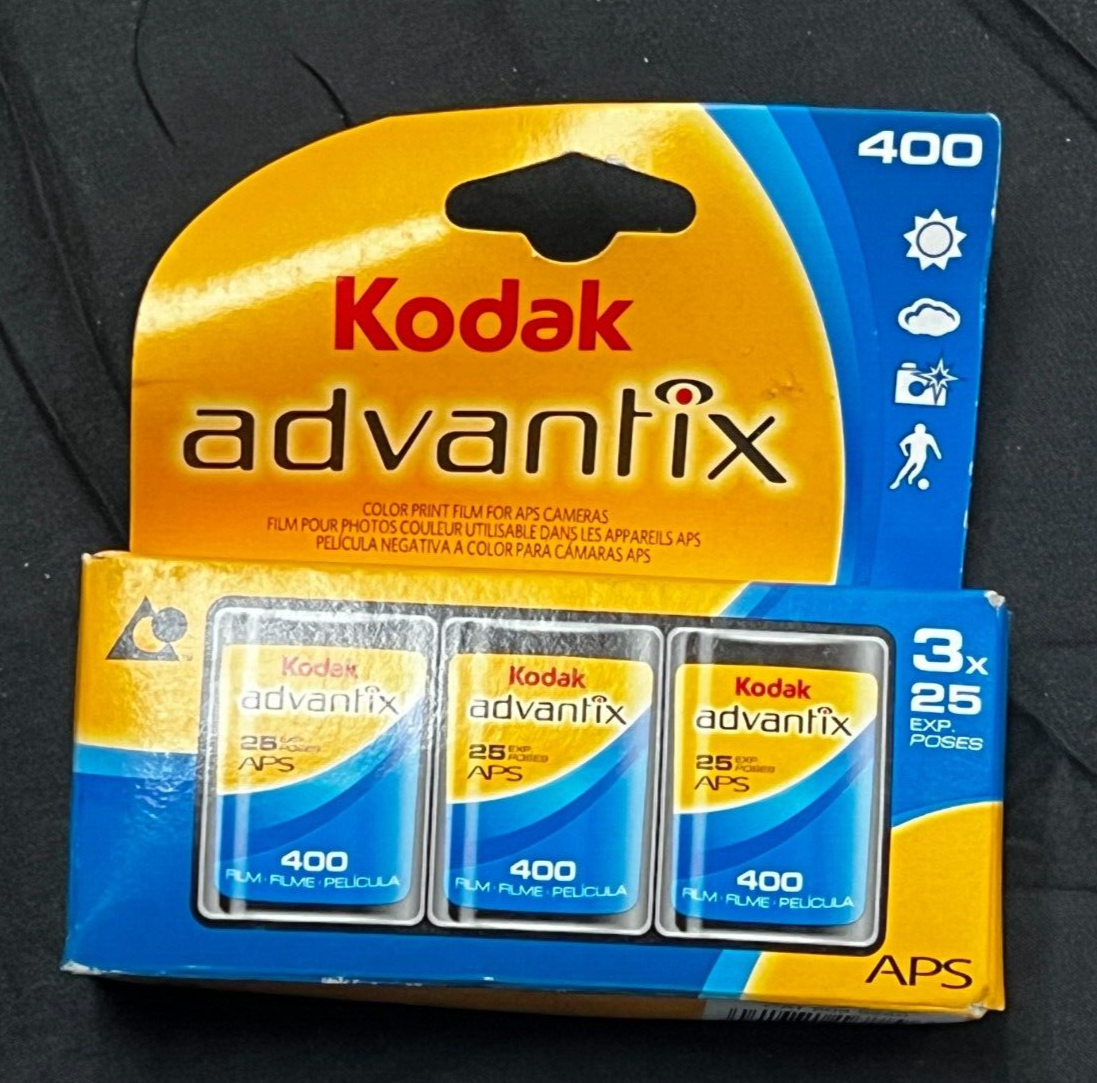 400
Kodak
advantix
COLOR PRINT FILM FOR APS CAMERAS
FILM POUR PHOTOS COULEUR UTILISABLE DANS LES APPAREILS APS
PELÍCULA NEGATIVA A COLOR PARA CÁMARAS APS
Kodak
advantix
25 EXP. POSES
APS
400
FILM · FILME · PELÍCULA
Kodak
advantix
25 EXP. POSES
APS
400
FILM · FILME · PELÍCULA
Kodak
advantix
25 EXP. POSES
APS
400
FILM · FILME · PELÍCULA
3x
25
EXP.
POSES
APS